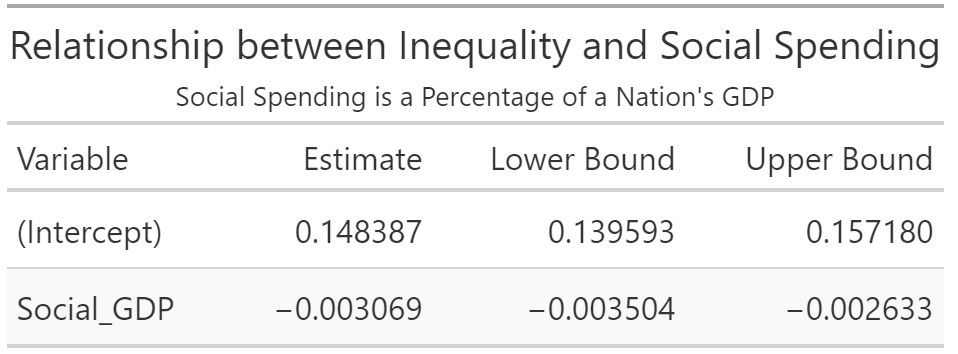 Relationship between Inequality and Social Spending
Social Spending is a Percentage of a Nation's GDP
Variable Estimate Lower Bound Upper Bound
(Intercept) 0.148387 0.139593 0.157180
Social_GDP −0.003069 −0.003504 −0.002633